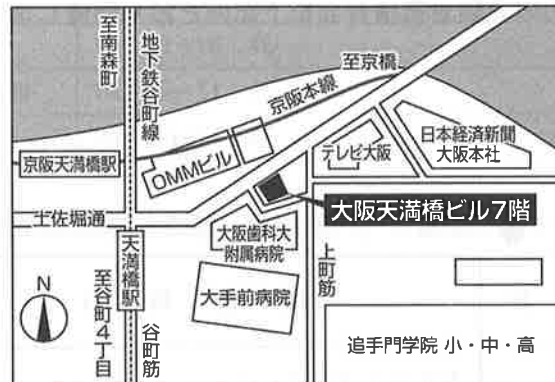 至南森町
地下鉄谷町線
至京橋
京阪本線
日本経済新聞
大阪本社
テレビ大阪
OMMビル
京阪天満橋駅
大阪天満橋ビル7階
土佐堀通
天満橋駅
大阪歯科大
附属病院
上町筋
N
至谷町4丁目
大手前病院
谷町筋
追手門学院 小・中・高